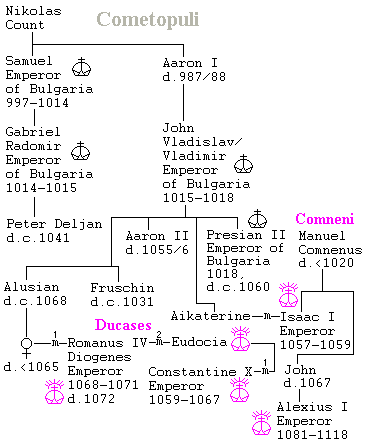 Nikolas
Count
Cometopuli
Samuel
Emperor
of Bulgaria
997-1014
Aaron I
d.987/88
Gabriel
Radomir
Emperor
of Bulgaria
1014-1015
John
Vladislav/
Vladimir
Emperor
of Bulgaria
1015-1018
Peter Deljan
d.c.1041
Aaron II
d.1055/6
Presian II
Emperor of
Bulgaria
1018,
d.c.1060
Comneni
Manuel
Comnenus
d.<1020
Alusian
d.c.1068
Fruschin
d.c.1031
Aikaterine
m
Isaac I
Emperor
1057-1059
Ducases
1
m
Romanus IV
Diogenes
Emperor
1068-1071
d.1072
2
m
Eudocia
d.<1065
Constantine X
Emperor
1059-1067
1
m
John
d.1067
Alexius I
Emperor
1081-1118